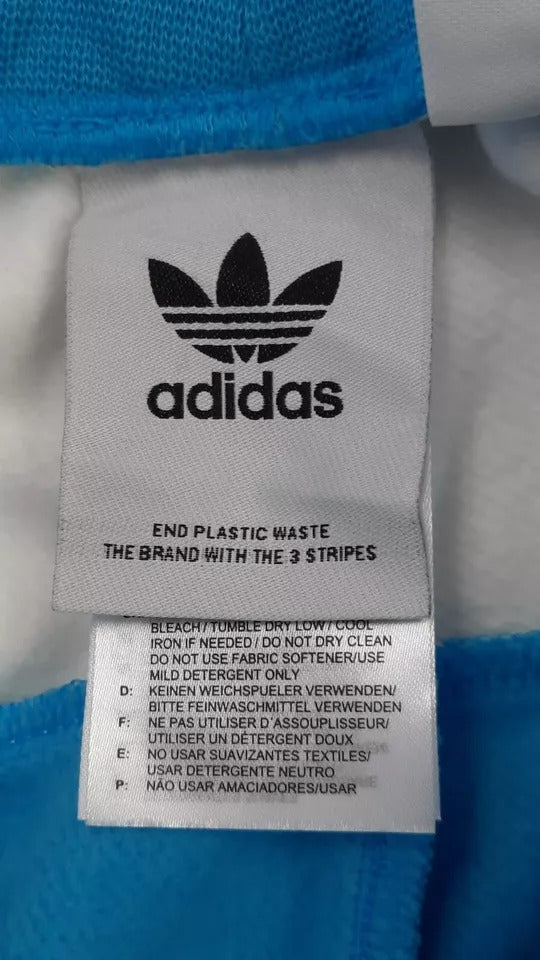 adidas
END PLASTIC WASTE
THE BRAND WITH THE 3 STRIPES
BLEACH / TUMBLE DRY LOW / COOL
IRON IF NEEDED / DO NOT DRY CLEAN
DO NOT USE FABRIC SOFTENER/USE
MILD DETERGENT ONLY
D: KEINEN WEICHSPUELER VERWENDEN/
BITTE FEINWASCHMITTEL VERWENDEN
F: NE PAS UTILISER D'ASSOUPLISSEUR/
UTILISER UN DÉTERGENT DOUX
E: NO USAR SUAVIZANTES TEXTILES/
USAR DETERGENTE NEUTRO
P: NÃO USAR AMACIADORES/USAR